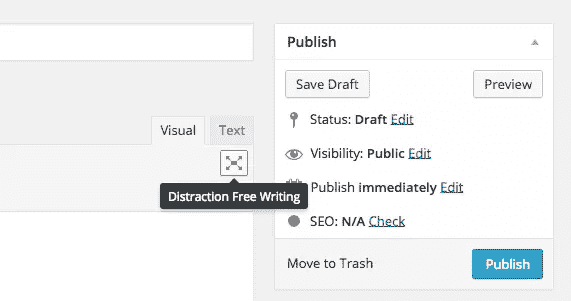 Publish
Save Draft
Preview
Status: Draft Edit
Visual
Text
Visibility: Public Edit
Publish immediately Edit
Distraction Free Writing
SEO: N/A Check
Move to Trash
Publish